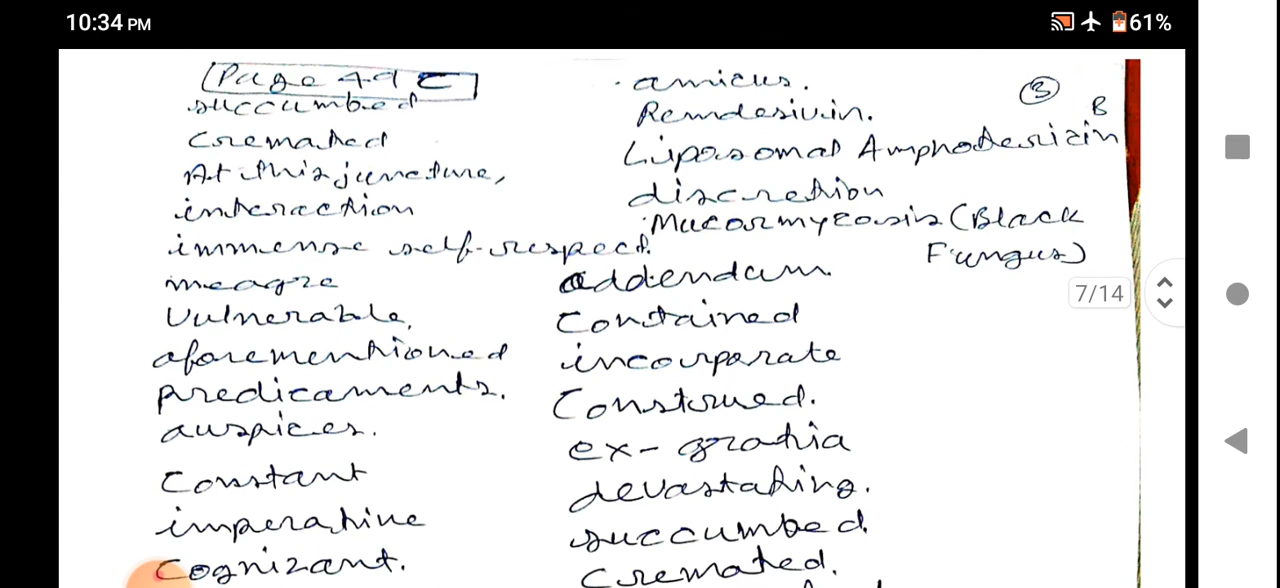 10:34 PM
61%
Page 49 C
succumbed
Cremated
At this juncture,
interaction
immense self-respect.
meagre
Vulnerable,
aforementioned
Predicaments.
auspices.
Constant
imperative
Cognizant.
amicus.
Remdesivir.
Liposomal Amphotericin B
discretion
Mucormycosis (Black
Fungus)
addendum.
Contained
incorporate
Construed.
ex-gratia
devastating.
succumbed.
Cremated.
3
7/14